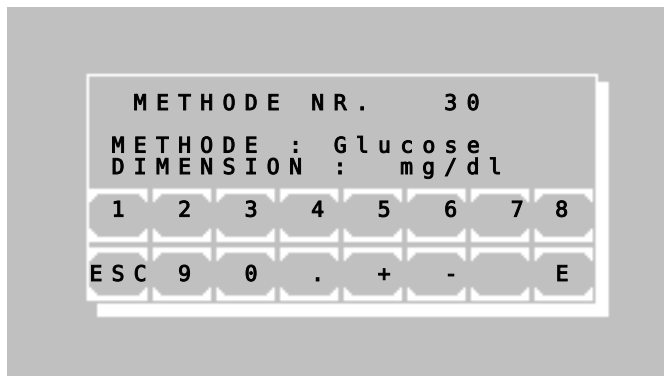 METHODE NR. 30
METHODE : Glucose
DIMENSION : mg/dl
1 2 3 4 5 6 7 8
ESC 9 0 . + - E